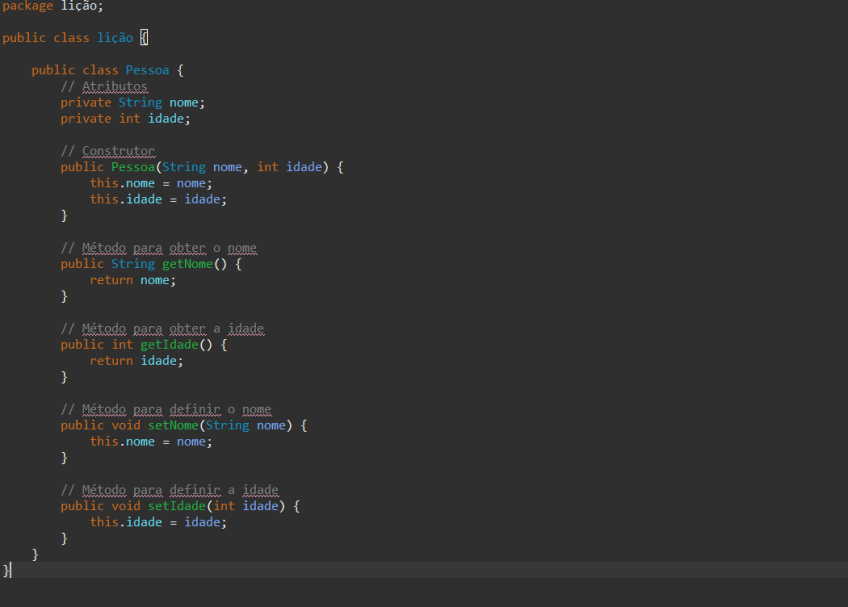 package lição;
public class lição {
public class Pessoa {
// Atributos
private String nome;
private int idade;
// Construtor
public Pessoa(String nome, int idade) {
this.nome = nome;
this.idade = idade;
}
// Método para obter o nome
public String getNome() {
return nome;
}
// Método para obter a idade
public int getIdade() {
return idade;
}
// Método para definir o nome
public void setNome(String nome) {
this.nome = nome;
}
// Método para definir a idade
public void setIdade(int idade) {
this.idade = idade;
}
}
}